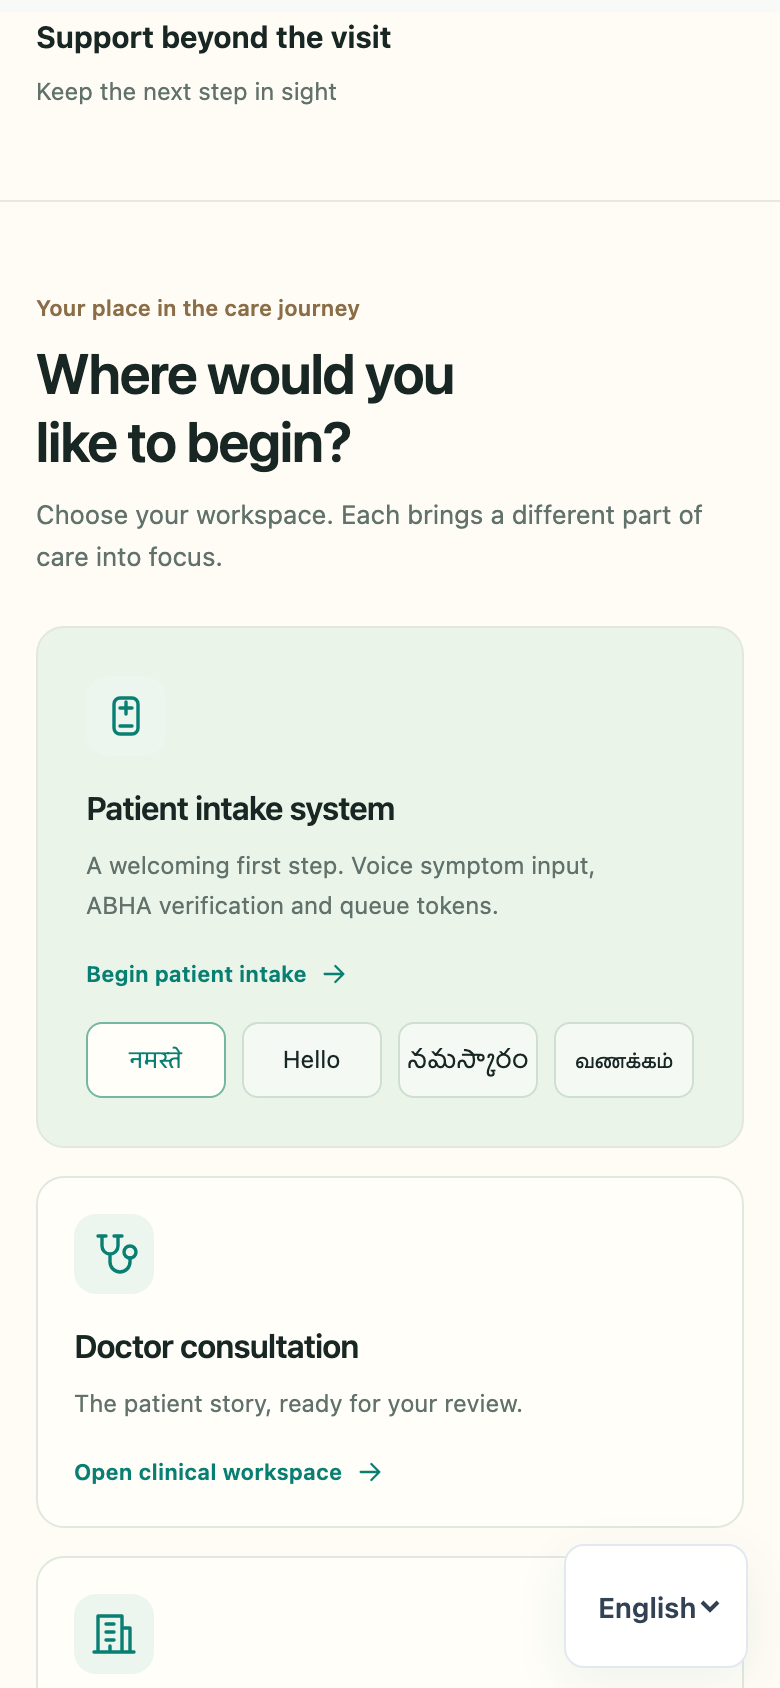 Support beyond the visit
Keep the next step in sight
Your place in the care journey
Where would you
like to begin?
Choose your workspace. Each brings a different part of
care into focus.
Patient intake system
A welcoming first step. Voice symptom input,
ABHA verification and queue tokens.
Begin patient intake →
नमस्ते
Hello
నమస్కారం
வணக்கம்
Doctor consultation
The patient story, ready for your review.
Open clinical workspace →
English